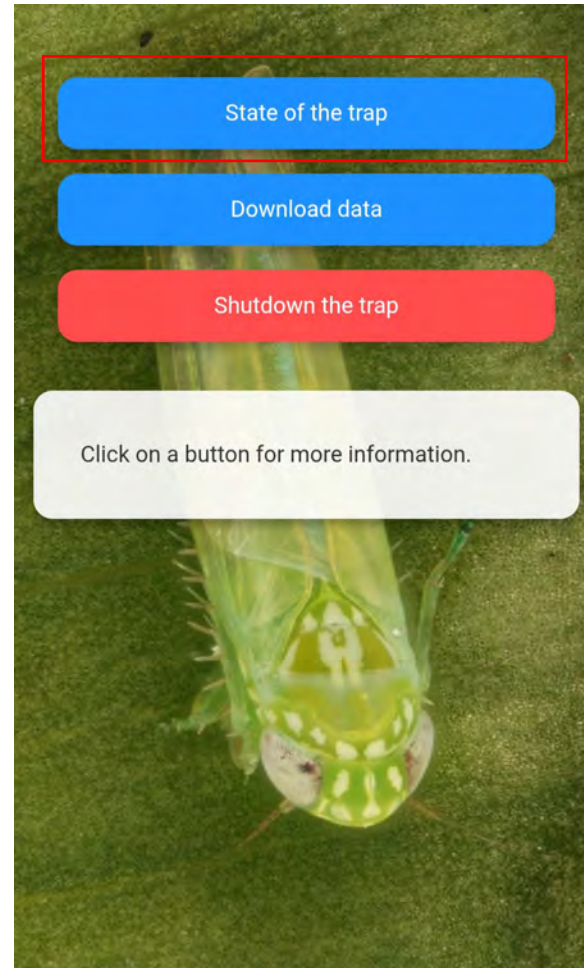 State of the trap
Download data
Shutdown the trap
Click on a button for more information.